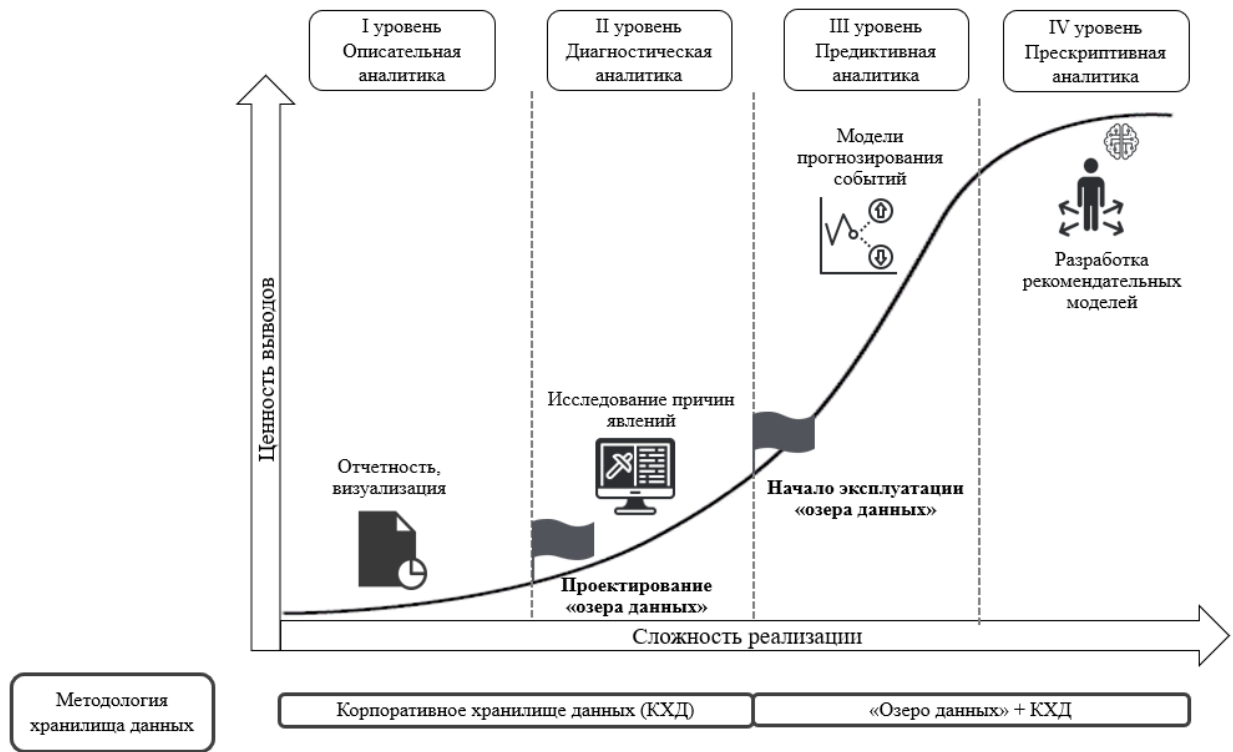 I уровень
Описательная
аналитика
II уровень
Диагностическая
аналитика
III уровень
Предиктивная
аналитика
IV уровень
Прескриптивная
аналитика
Ценность выводов
Модели
прогнозирования
событий
Разработка
рекомендательных
моделей
Исследование причин
явлений
Отчетность,
визуализация
Начало эксплуатации
«озера данных»
Проектирование
«озера данных»
Сложность реализации
Методология
хранилища данных
Корпоративное хранилище данных (КХД)
«Озеро данных» + КХД